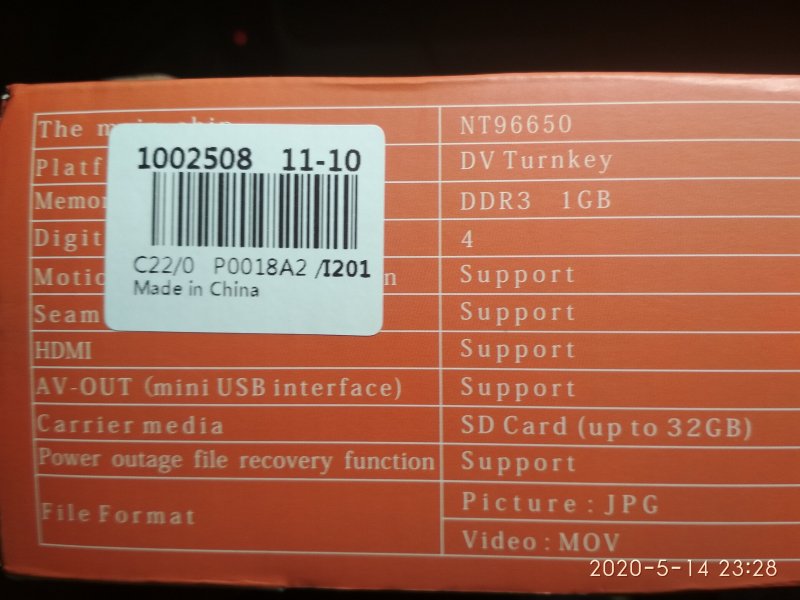 The main chip NT96650
Platf DV Turnkey
Memor DDR3 1GB
Digit 4
Motio n Support
Seam Support
HDMI Support
AV-OUT (mini USB interface) Support
Carrier media SD Card (up to 32GB)
Power outage file recovery function Support
File Format Picture : JPG
Video : MOV
1002508 11-10
C22/0 P0018A2 /I201
Made in China
2020-5-14 23:28